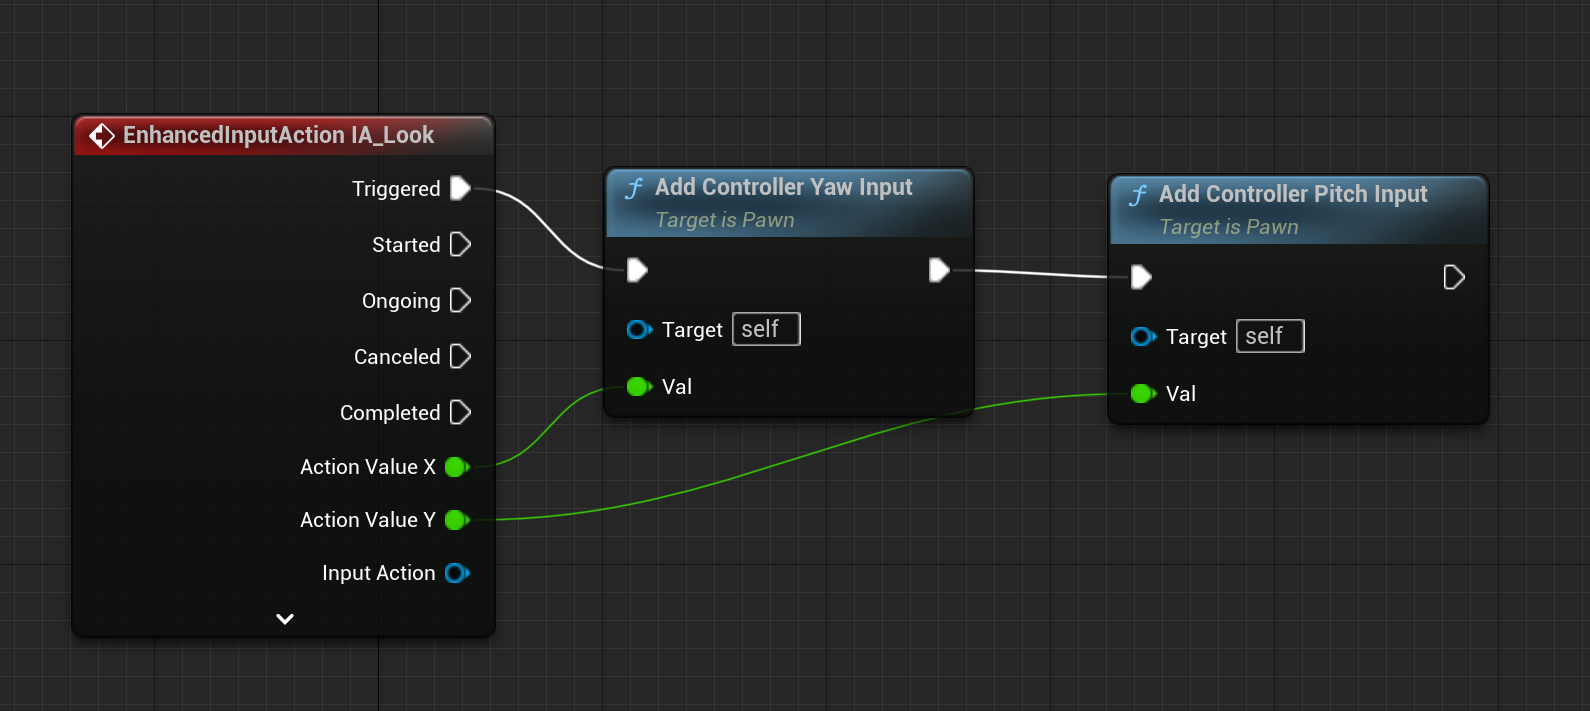 EnhancedInputAction IA_Look
Triggered
Started
Ongoing
Canceled
Completed
Action Value X
Action Value Y
Input Action
Add Controller Yaw Input
Target is Pawn
Target self
Val
Add Controller Pitch Input
Target is Pawn
Target self
Val